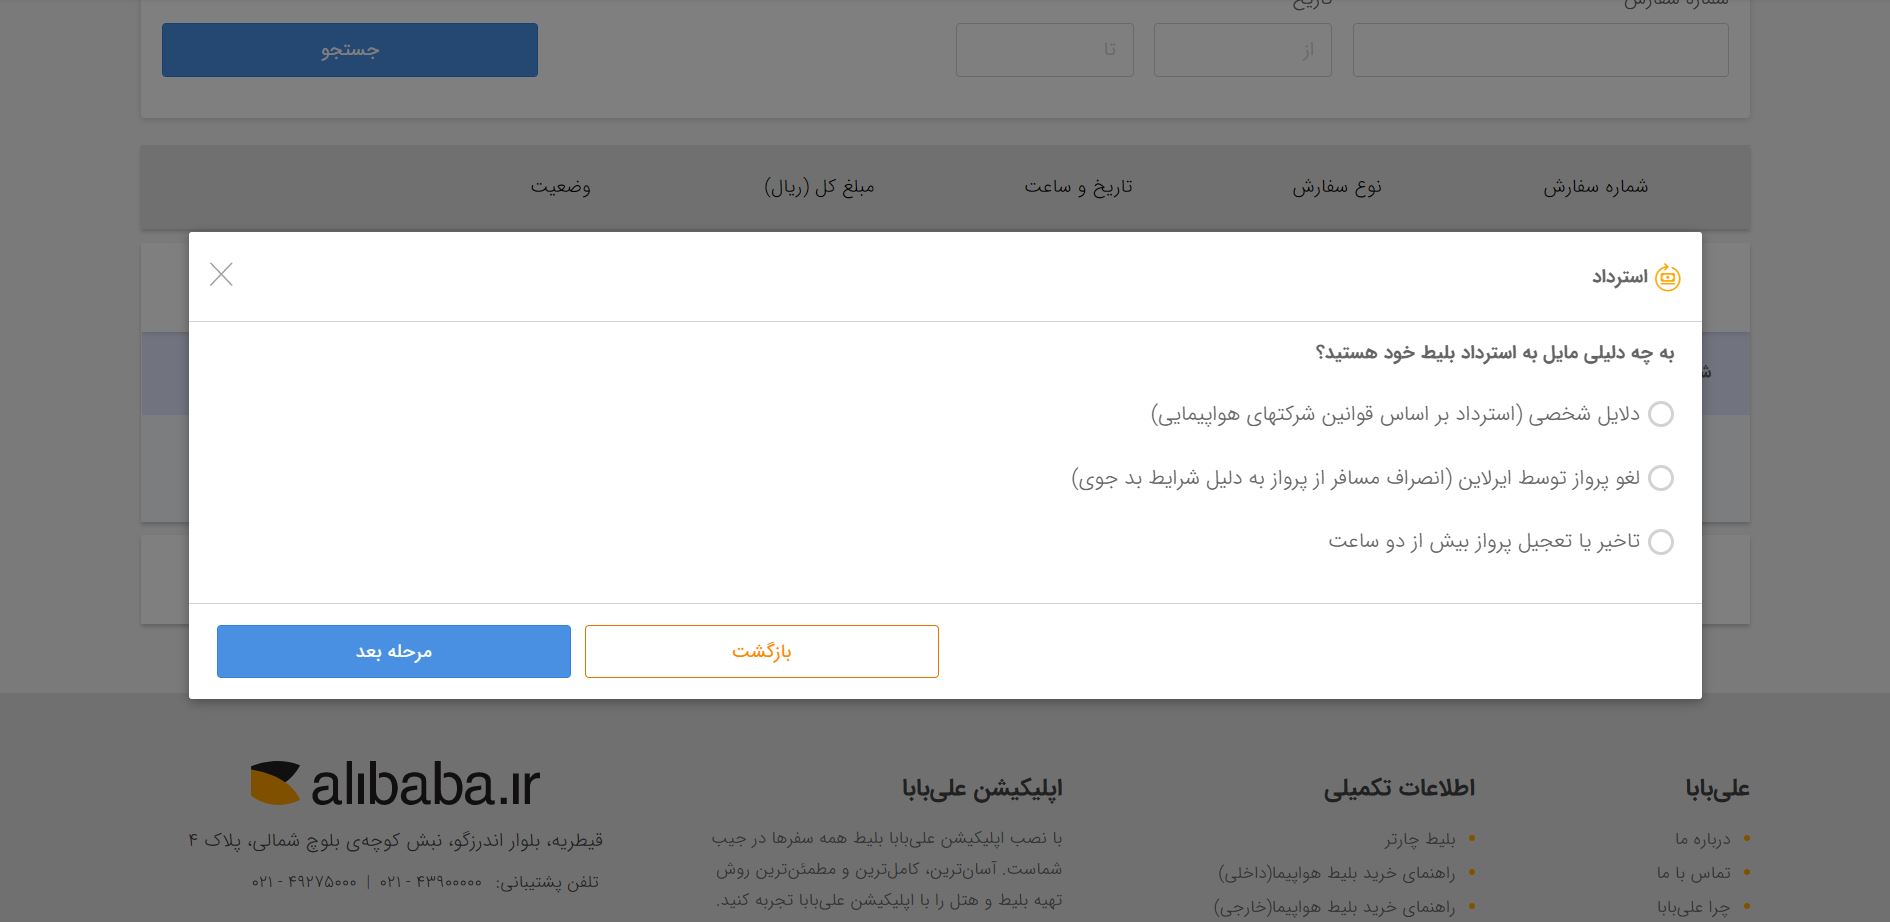 شماره سفارش
تاریخ
از
تا
جستجو
شماره سفارش
نوع سفارش
تاریخ و ساعت
مبلغ کل (ریال)
وضعیت
استرداد
به چه دلیلی مایل به استرداد بلیط خود هستید؟
دلایل شخصی (استرداد بر اساس قوانین شرکتهای هواپیمایی)
لغو پرواز توسط ایرلاین (انصراف مسافر از پرواز به دلیل شرایط بد جوی)
تاخیر یا تعجیل پرواز بیش از دو ساعت
بازگشت
مرحله بعد
علی‌بابا
درباره ما
تماس با ما
چرا علی‌بابا
اطلاعات تکمیلی
بلیط چارتر
راهنمای خرید بلیط هواپیما(داخلی)
راهنمای خرید بلیط هواپیما(خارجی)
اپلیکیشن علی‌بابا
با نصب اپلیکیشن علی‌بابا بلیط همه سفرها در جیب
شماست. آسان‌ترین، کامل‌ترین و مطمئن‌ترین روش
تهیه بلیط و هتل را با اپلیکیشن علی‌بابا تجربه کنید.
alibaba.ir
قیطریه، بلوار اندرزگو، نبش کوچه‌ی بلوچ شمالی، پلاک ۴
تلفن پشتیبانی: ۴۳۹۰۰۰۰۰ - ۰۲۱ | ۴۹۲۷۵۰۰۰ - ۰۲۱